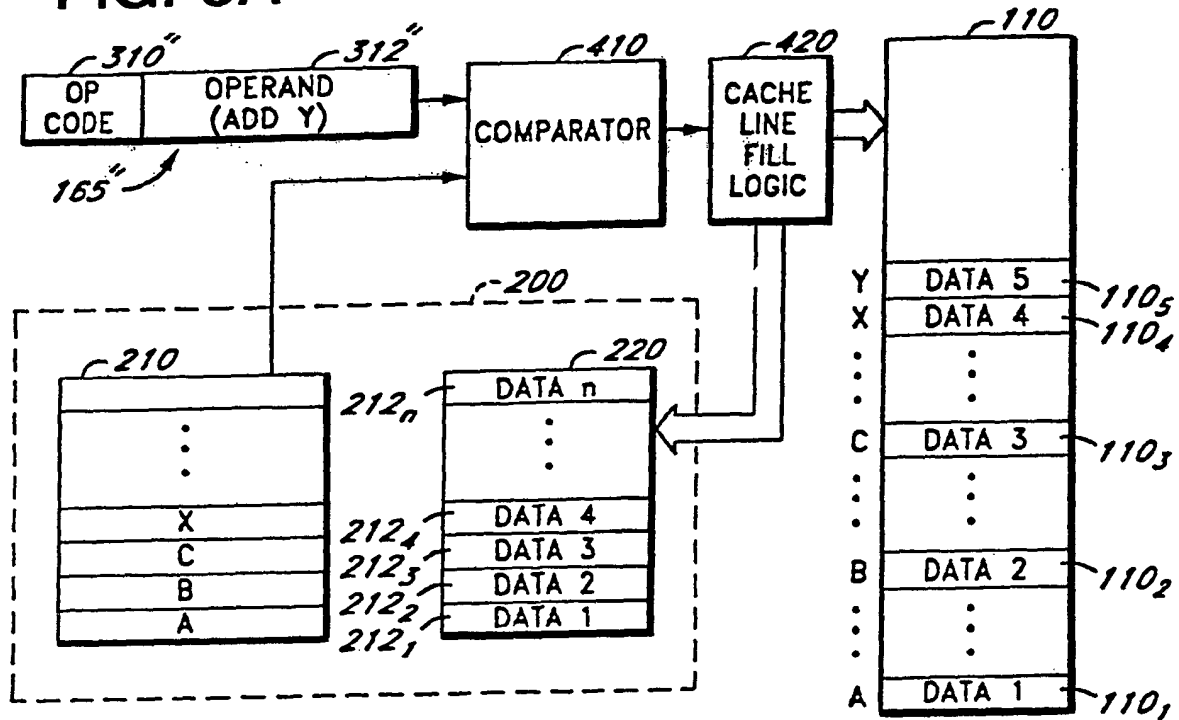 310" 312" 410 420 110
OP CODE
OPERAND (ADD Y)
COMPARATOR
CACHE LINE FILL LOGIC
165"
200
210
220
X
C
B
A
212n DATA n
2124 DATA 4
2123 DATA 3
2122 DATA 2
2121 DATA 1
Y DATA 5 1105
X DATA 4 1104
C DATA 3 1103
B DATA 2 1102
A DATA 1 1101